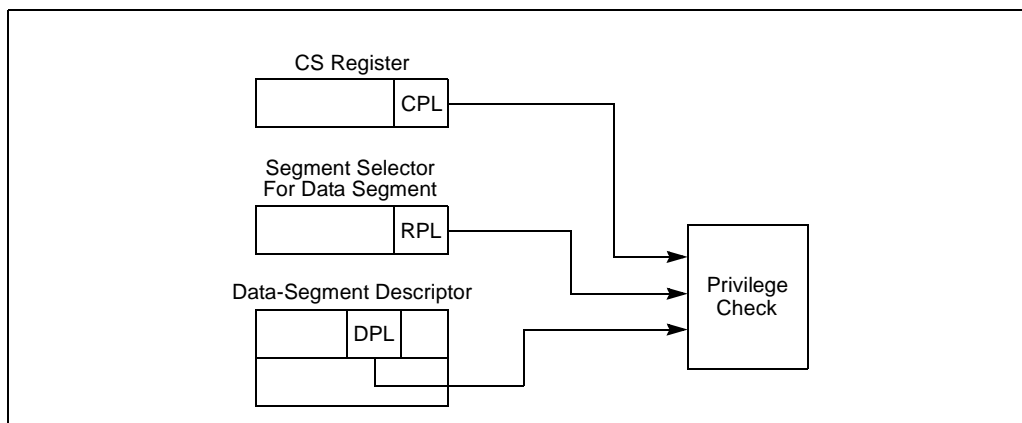 CS Register
CPL
Segment Selector
For Data Segment
RPL
Data-Segment Descriptor
DPL
Privilege
Check